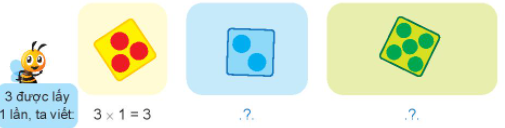 3 được lấy
1 lần, ta viết:
3 × 1 = 3
.?.
.?.